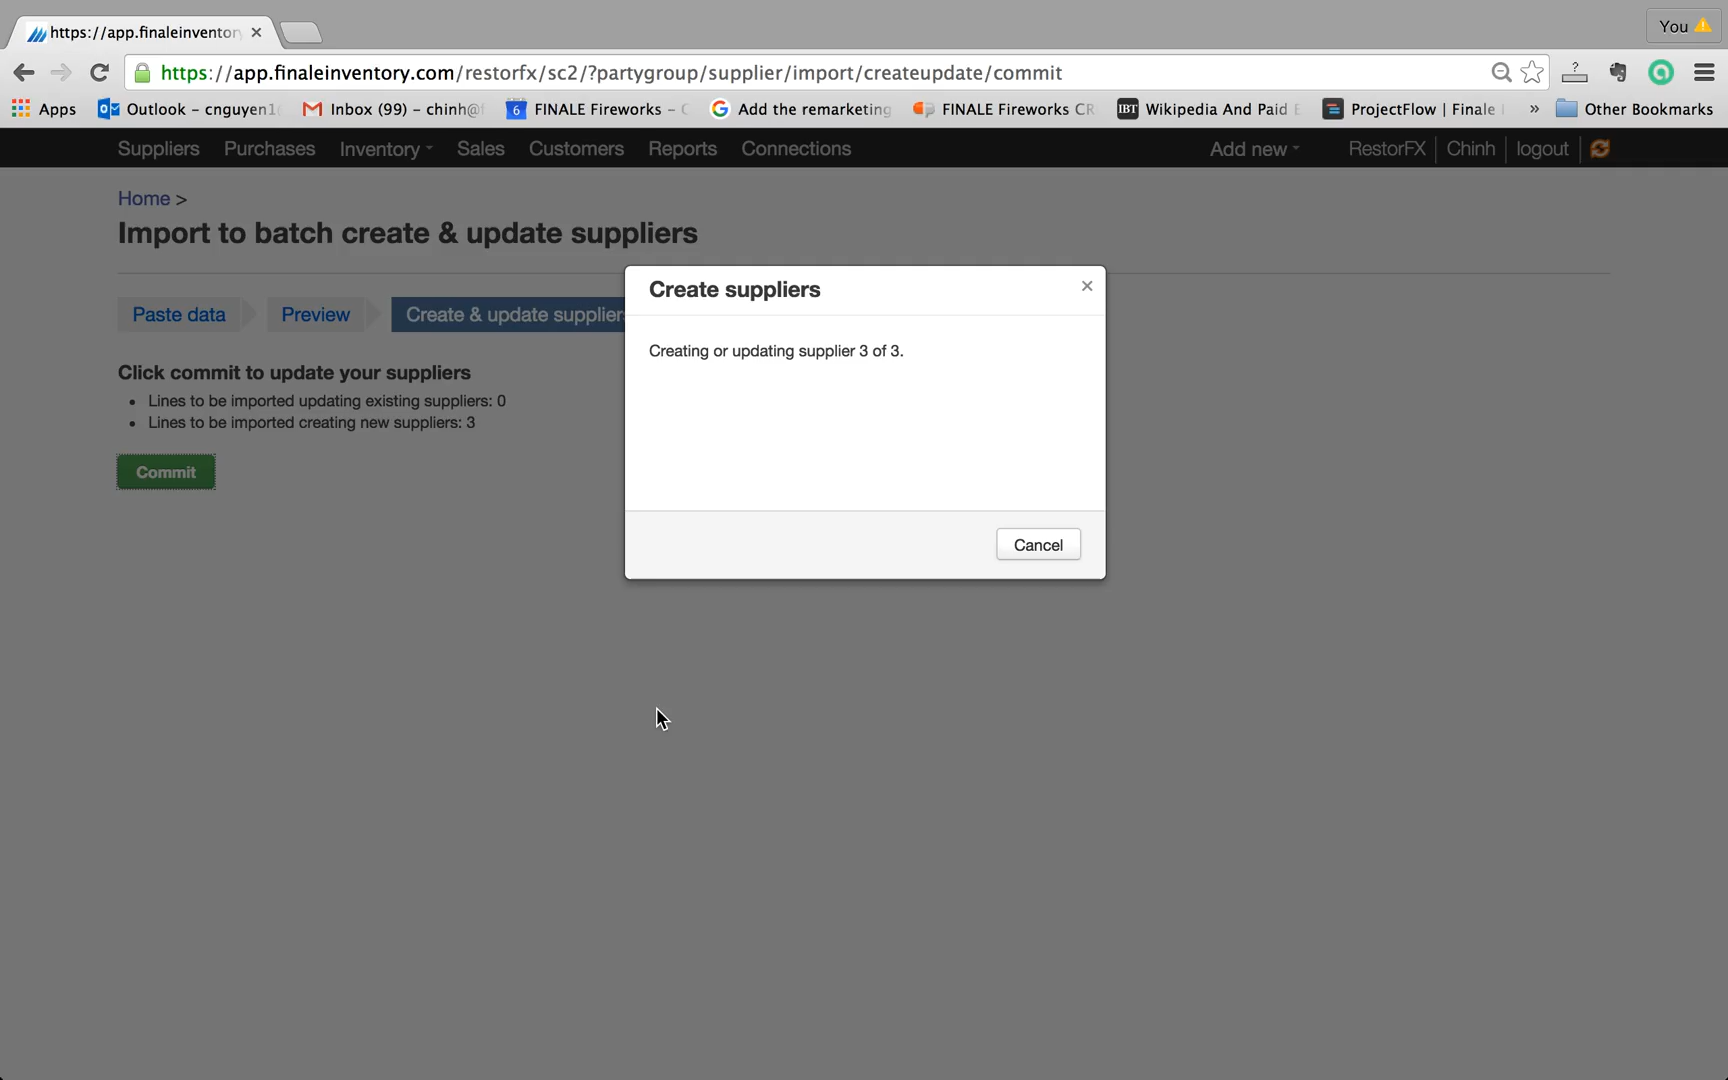 https://app.finaleinventor
You
https://app.finaleinventory.com/restorfx/sc2/?partygroup/supplier/import/createupdate/commit
Apps Outlook – cnguyen1 Inbox (99) – chinh@f 6 FINALE Fireworks – C Add the remarketing FINALE Fireworks CR IBT Wikipedia And Paid E ProjectFlow | Finale » Other Bookmarks
Suppliers Purchases Inventory Sales Customers Reports Connections Add new RestorFX Chinh logout
Home >
Import to batch create & update suppliers
Create suppliers ×
Paste data Preview Create & update suppliers
Creating or updating supplier 3 of 3.
Click commit to update your suppliers
• Lines to be imported updating existing suppliers: 0
• Lines to be imported creating new suppliers: 3
Commit
Cancel